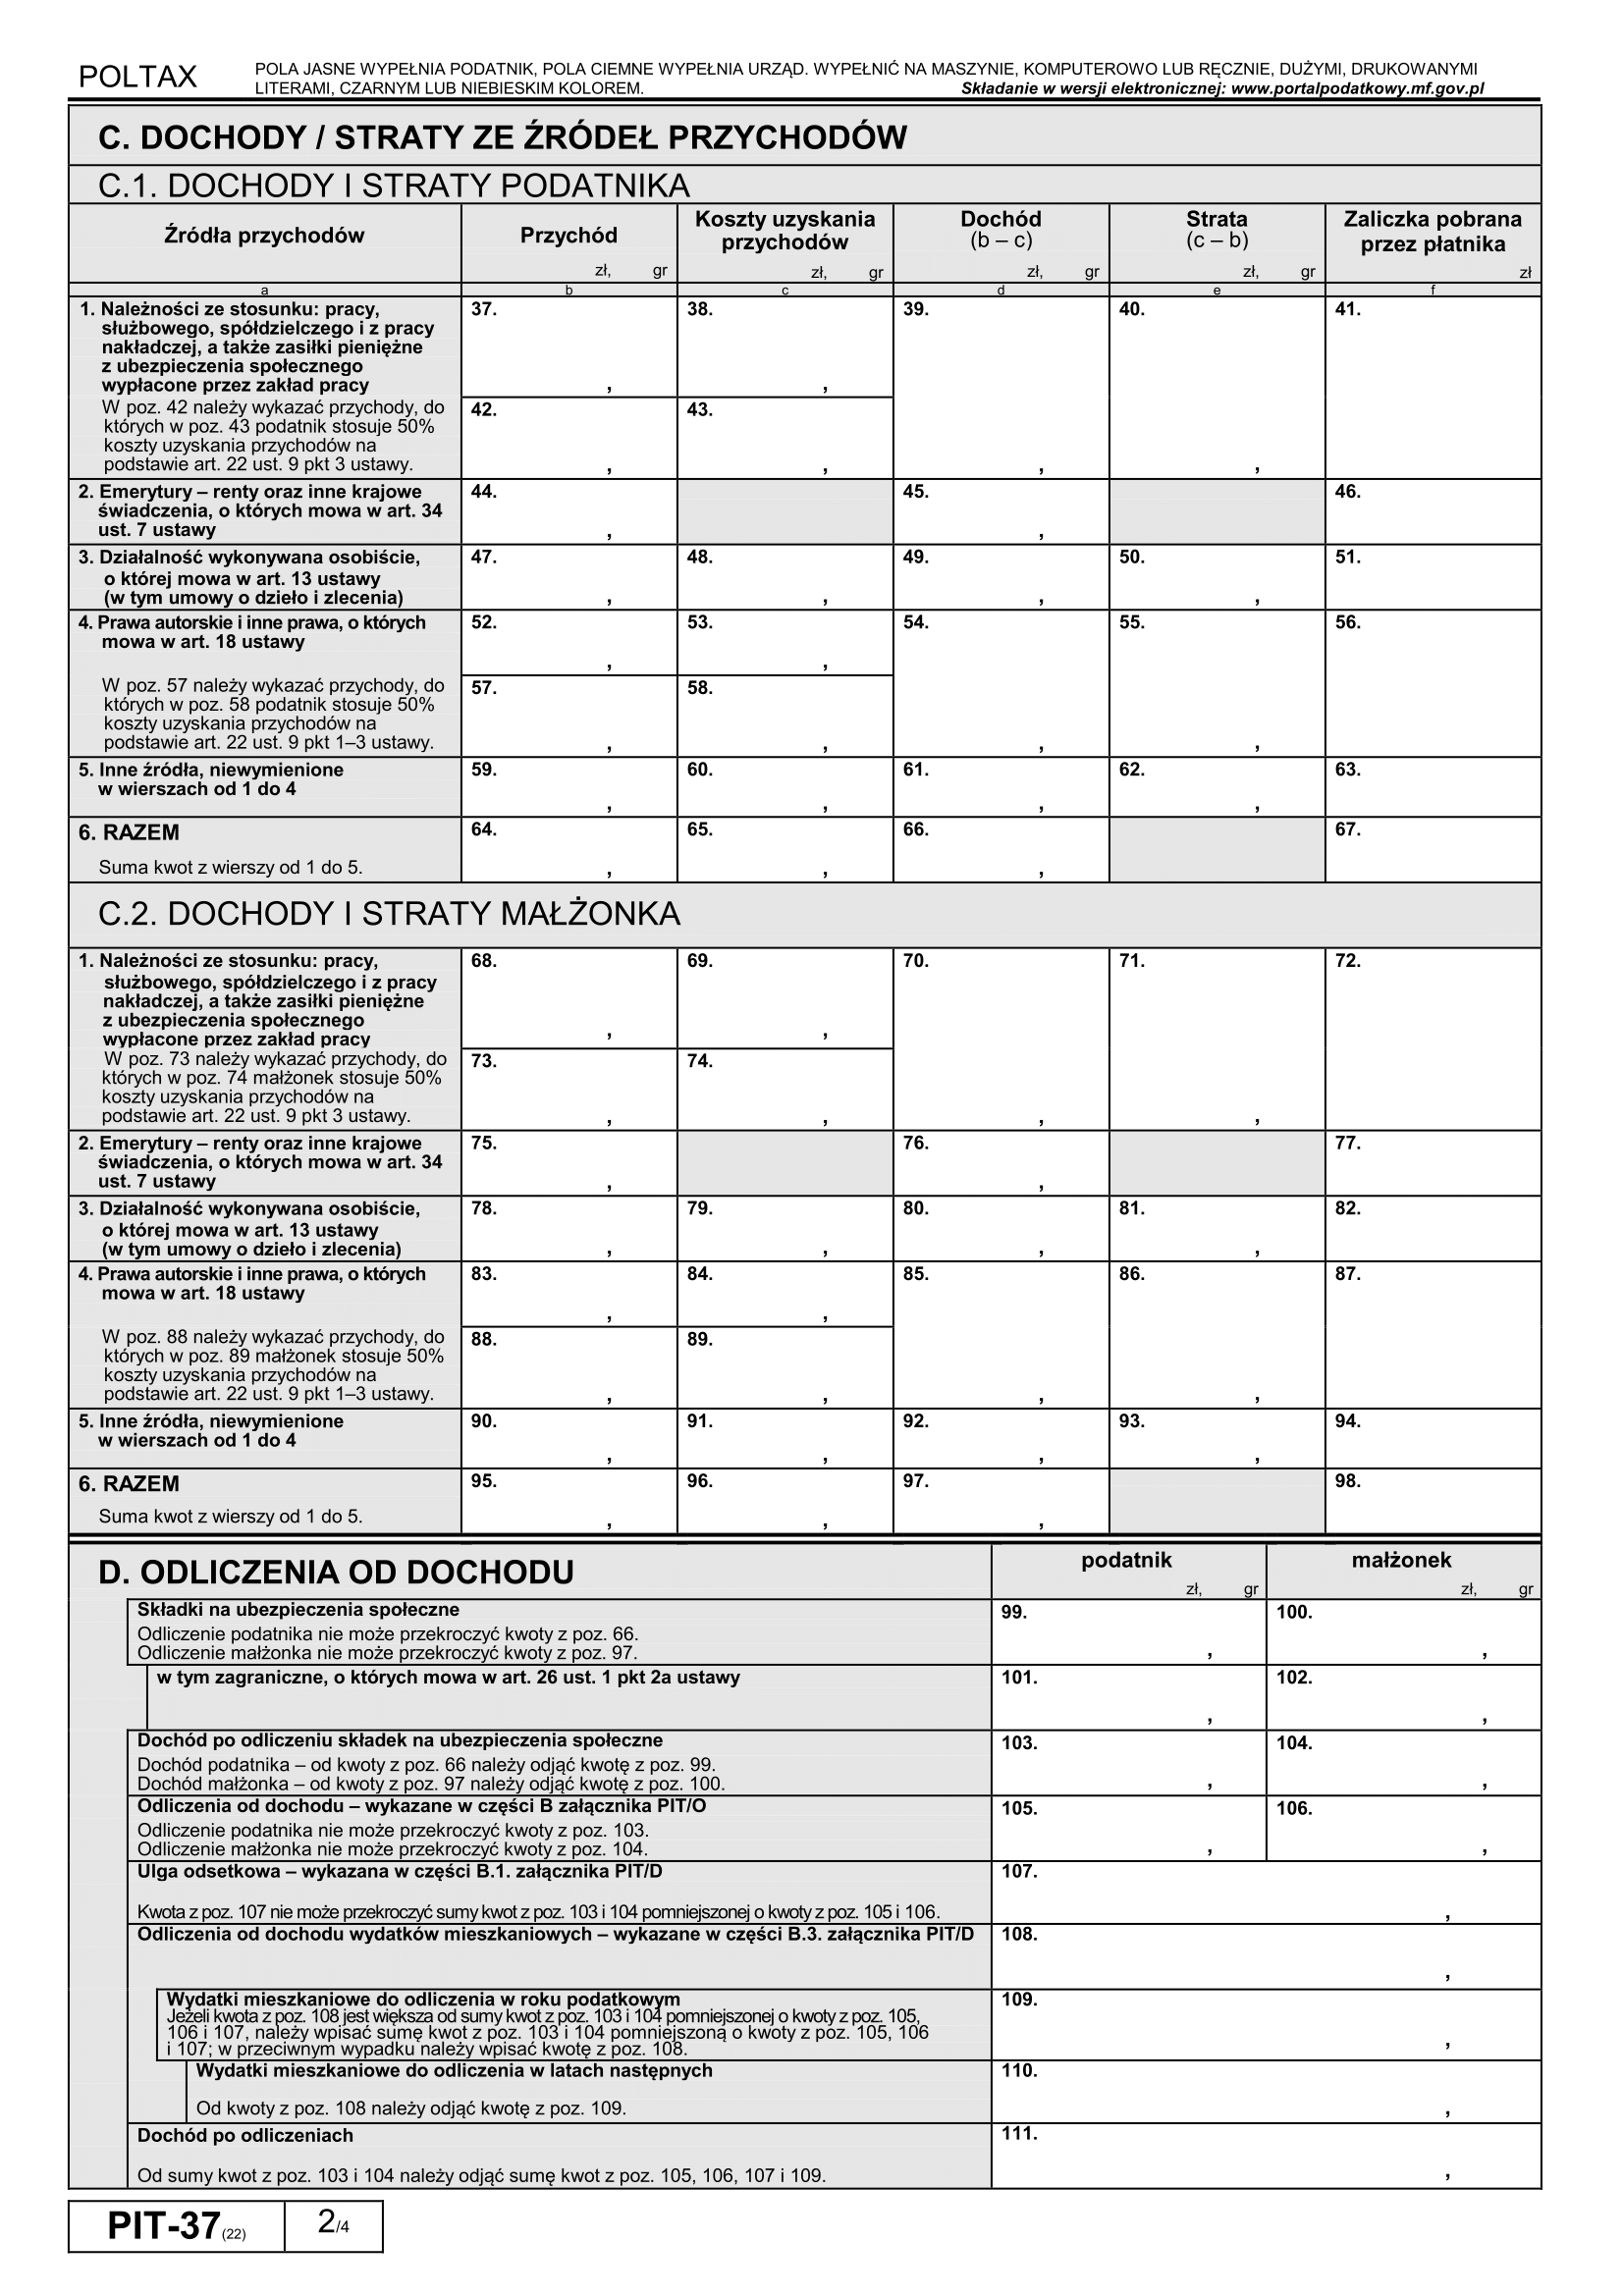 POLTAX
POLA JASNE WYPEŁNIA PODATNIK, POLA CIEMNE WYPEŁNIA URZĄD. WYPEŁNIĆ NA MASZYNIE, KOMPUTEROWO LUB RĘCZNIE, DUŻYMI, DRUKOWANYMI
LITERAMI, CZARNYM LUB NIEBIESKIM KOLOREM. Składanie w wersji elektronicznej: www.portalpodatkowy.mf.gov.pl
C. DOCHODY / STRATY ZE ŹRÓDEŁ PRZYCHODÓW
C.1. DOCHODY I STRATY PODATNIKA
Źródła przychodów
Przychód
zł, gr
Koszty uzyskania
przychodów
zł, gr
Dochód
(b – c)
zł, gr
Strata
(c – b)
zł, gr
Zaliczka pobrana
przez płatnika
zł
a b c d e f
1. Należności ze stosunku: pracy,
służbowego, spółdzielczego i z pracy
nakładczej, a także zasiłki pieniężne
z ubezpieczenia społecznego
wypłacone przez zakład pracy
W poz. 42 należy wykazać przychody, do
których w poz. 43 podatnik stosuje 50%
koszty uzyskania przychodów na
podstawie art. 22 ust. 9 pkt 3 ustawy.
37. , 38. , 39. , 40. , 41.
42. , 43. ,
2. Emerytury – renty oraz inne krajowe
świadczenia, o których mowa w art. 34
ust. 7 ustawy
44. , 45. , 46.
3. Działalność wykonywana osobiście,
o której mowa w art. 13 ustawy
(w tym umowy o dzieło i zlecenia)
47. , 48. , 49. , 50. , 51.
4. Prawa autorskie i inne prawa, o których
mowa w art. 18 ustawy
W poz. 57 należy wykazać przychody, do
których w poz. 58 podatnik stosuje 50%
koszty uzyskania przychodów na
podstawie art. 22 ust. 9 pkt 1–3 ustawy.
52. , 53. , 54. , 55. , 56.
57. , 58. ,
5. Inne źródła, niewymienione
w wierszach od 1 do 4
59. , 60. , 61. , 62. , 63.
6. RAZEM
Suma kwot z wierszy od 1 do 5.
64. , 65. , 66. , 67.
C.2. DOCHODY I STRATY MAŁŻONKA
1. Należności ze stosunku: pracy,
służbowego, spółdzielczego i z pracy
nakładczej, a także zasiłki pieniężne
z ubezpieczenia społecznego
wypłacone przez zakład pracy
W poz. 73 należy wykazać przychody, do
których w poz. 74 małżonek stosuje 50%
koszty uzyskania przychodów na
podstawie art. 22 ust. 9 pkt 3 ustawy.
68. , 69. , 70. , 71. , 72.
73. , 74. ,
2. Emerytury – renty oraz inne krajowe
świadczenia, o których mowa w art. 34
ust. 7 ustawy
75. , 76. , 77.
3. Działalność wykonywana osobiście,
o której mowa w art. 13 ustawy
(w tym umowy o dzieło i zlecenia)
78. , 79. , 80. , 81. , 82.
4. Prawa autorskie i inne prawa, o których
mowa w art. 18 ustawy
W poz. 88 należy wykazać przychody, do
których w poz. 89 małżonek stosuje 50%
koszty uzyskania przychodów na
podstawie art. 22 ust. 9 pkt 1–3 ustawy.
83. , 84. , 85. , 86. , 87.
88. , 89. ,
5. Inne źródła, niewymienione
w wierszach od 1 do 4
90. , 91. , 92. , 93. , 94.
6. RAZEM
Suma kwot z wierszy od 1 do 5.
95. , 96. , 97. , 98.
D. ODLICZENIA OD DOCHODU
podatnik
zł, gr
małżonek
zł, gr
Składki na ubezpieczenia społeczne
Odliczenie podatnika nie może przekroczyć kwoty z poz. 66.
Odliczenie małżonka nie może przekroczyć kwoty z poz. 97.
99. , 100. ,
w tym zagraniczne, o których mowa w art. 26 ust. 1 pkt 2a ustawy
101. , 102. ,
Dochód po odliczeniu składek na ubezpieczenia społeczne
Dochód podatnika – od kwoty z poz. 66 należy odjąć kwotę z poz. 99.
Dochód małżonka – od kwoty z poz. 97 należy odjąć kwotę z poz. 100.
103. , 104. ,
Odliczenia od dochodu – wykazane w części B załącznika PIT/O
Odliczenie podatnika nie może przekroczyć kwoty z poz. 103.
Odliczenie małżonka nie może przekroczyć kwoty z poz. 104.
105. , 106. ,
Ulga odsetkowa – wykazana w części B.1. załącznika PIT/D
Kwota z poz. 107 nie może przekroczyć sumy kwot z poz. 103 i 104 pomniejszonej o kwoty z poz. 105 i 106.
107. ,
Odliczenia od dochodu wydatków mieszkaniowych – wykazane w części B.3. załącznika PIT/D
108. ,
Wydatki mieszkaniowe do odliczenia w roku podatkowym
Jeżeli kwota z poz. 108 jest większa od sumy kwot z poz. 103 i 104 pomniejszonej o kwoty z poz. 105,
106 i 107, należy wpisać sumę kwot z poz. 103 i 104 pomniejszoną o kwoty z poz. 105, 106
i 107; w przeciwnym wypadku należy wpisać kwotę z poz. 108.
109. ,
Wydatki mieszkaniowe do odliczenia w latach następnych
Od kwoty z poz. 108 należy odjąć kwotę z poz. 109.
110. ,
Dochód po odliczeniach
Od sumy kwot z poz. 103 i 104 należy odjąć sumę kwot z poz. 105, 106, 107 i 109.
111. ,
PIT-37(22) 2/4